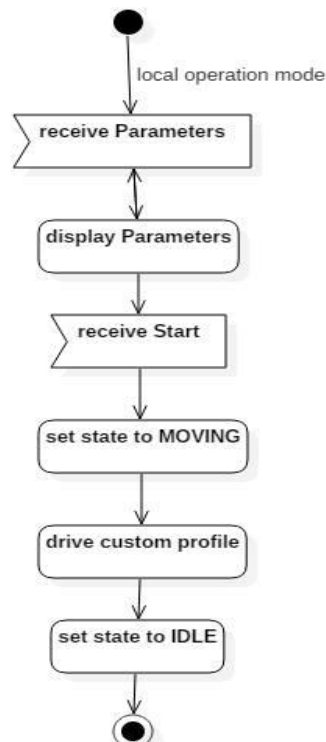 local operation mode
receive Parameters
display Parameters
receive Start
set state to MOVING
drive custom profile
set state to IDLE